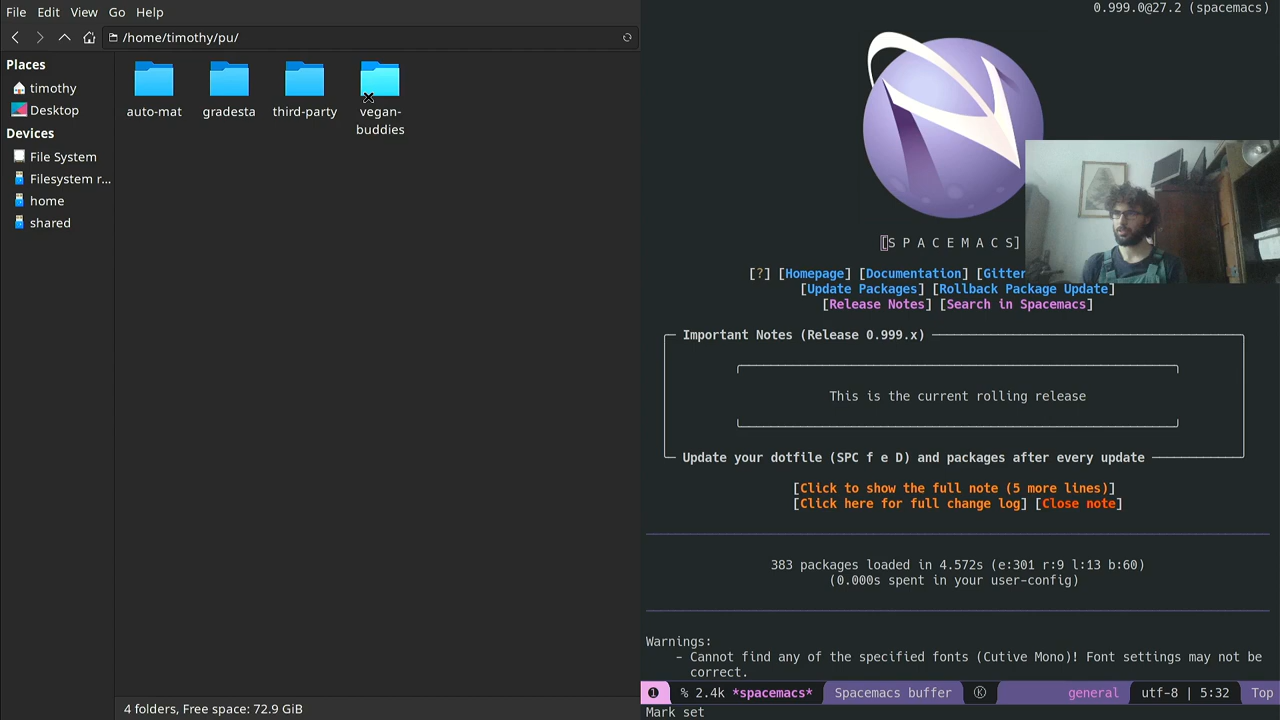 File Edit View Go Help
/home/timothy/pu/
Places
timothy
Desktop
Devices
File System
Filesystem r...
home
shared
auto-mat
gradesta
third-party
vegan-
buddies
4 folders, Free space: 72.9 GiB
0.999.0@27.2 (spacemacs)
[S P A C E M A C S]
[?] [Homepage] [Documentation] [Gitter
[Update Packages] [Rollback Package Update]
[Release Notes] [Search in Spacemacs]
Important Notes (Release 0.999.x)
This is the current rolling release
Update your dotfile (SPC f e D) and packages after every update
[Click to show the full note (5 more lines)]
[Click here for full change log] [Close note]
383 packages loaded in 4.572s (e:301 r:9 l:13 b:60)
(0.000s spent in your user-config)
Warnings:
- Cannot find any of the specified fonts (Cutive Mono)! Font settings may not be
correct.
❶ % 2.4k *spacemacs* Spacemacs buffer Ⓚ general utf-8 | 5:32 Top
Mark set